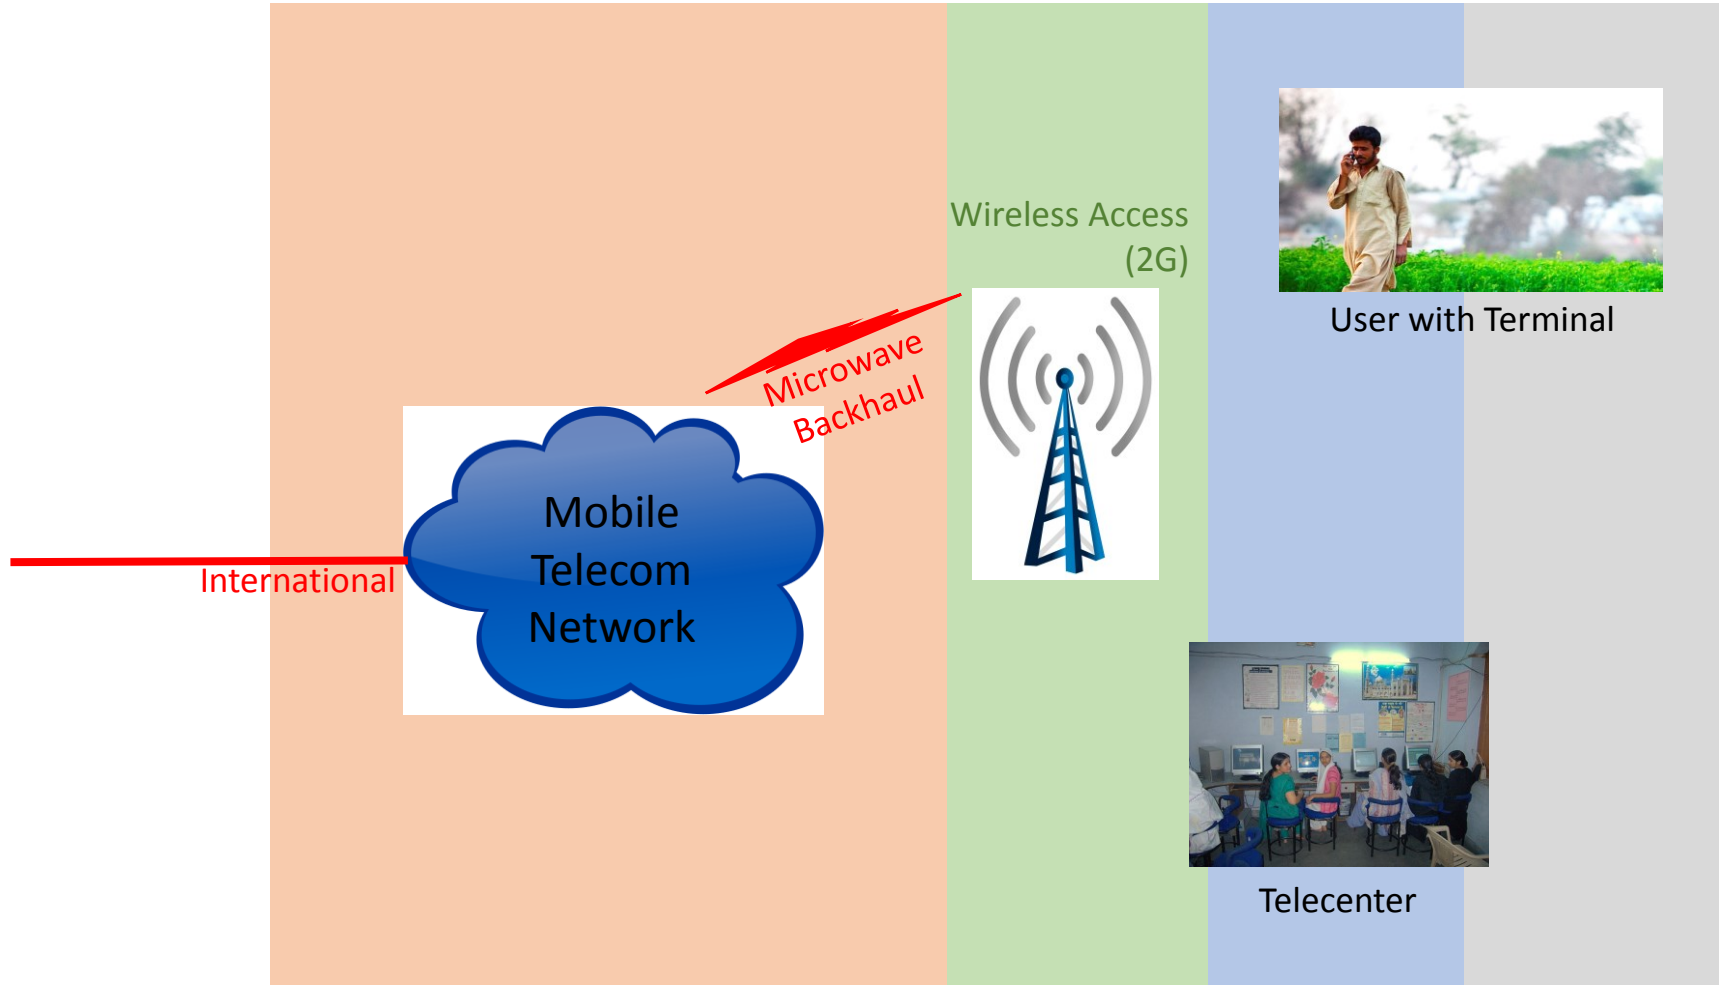 Wireless Access
(2G)
User with Terminal
Microwave
Backhaul
Mobile
Telecom
Network
International
Telecenter